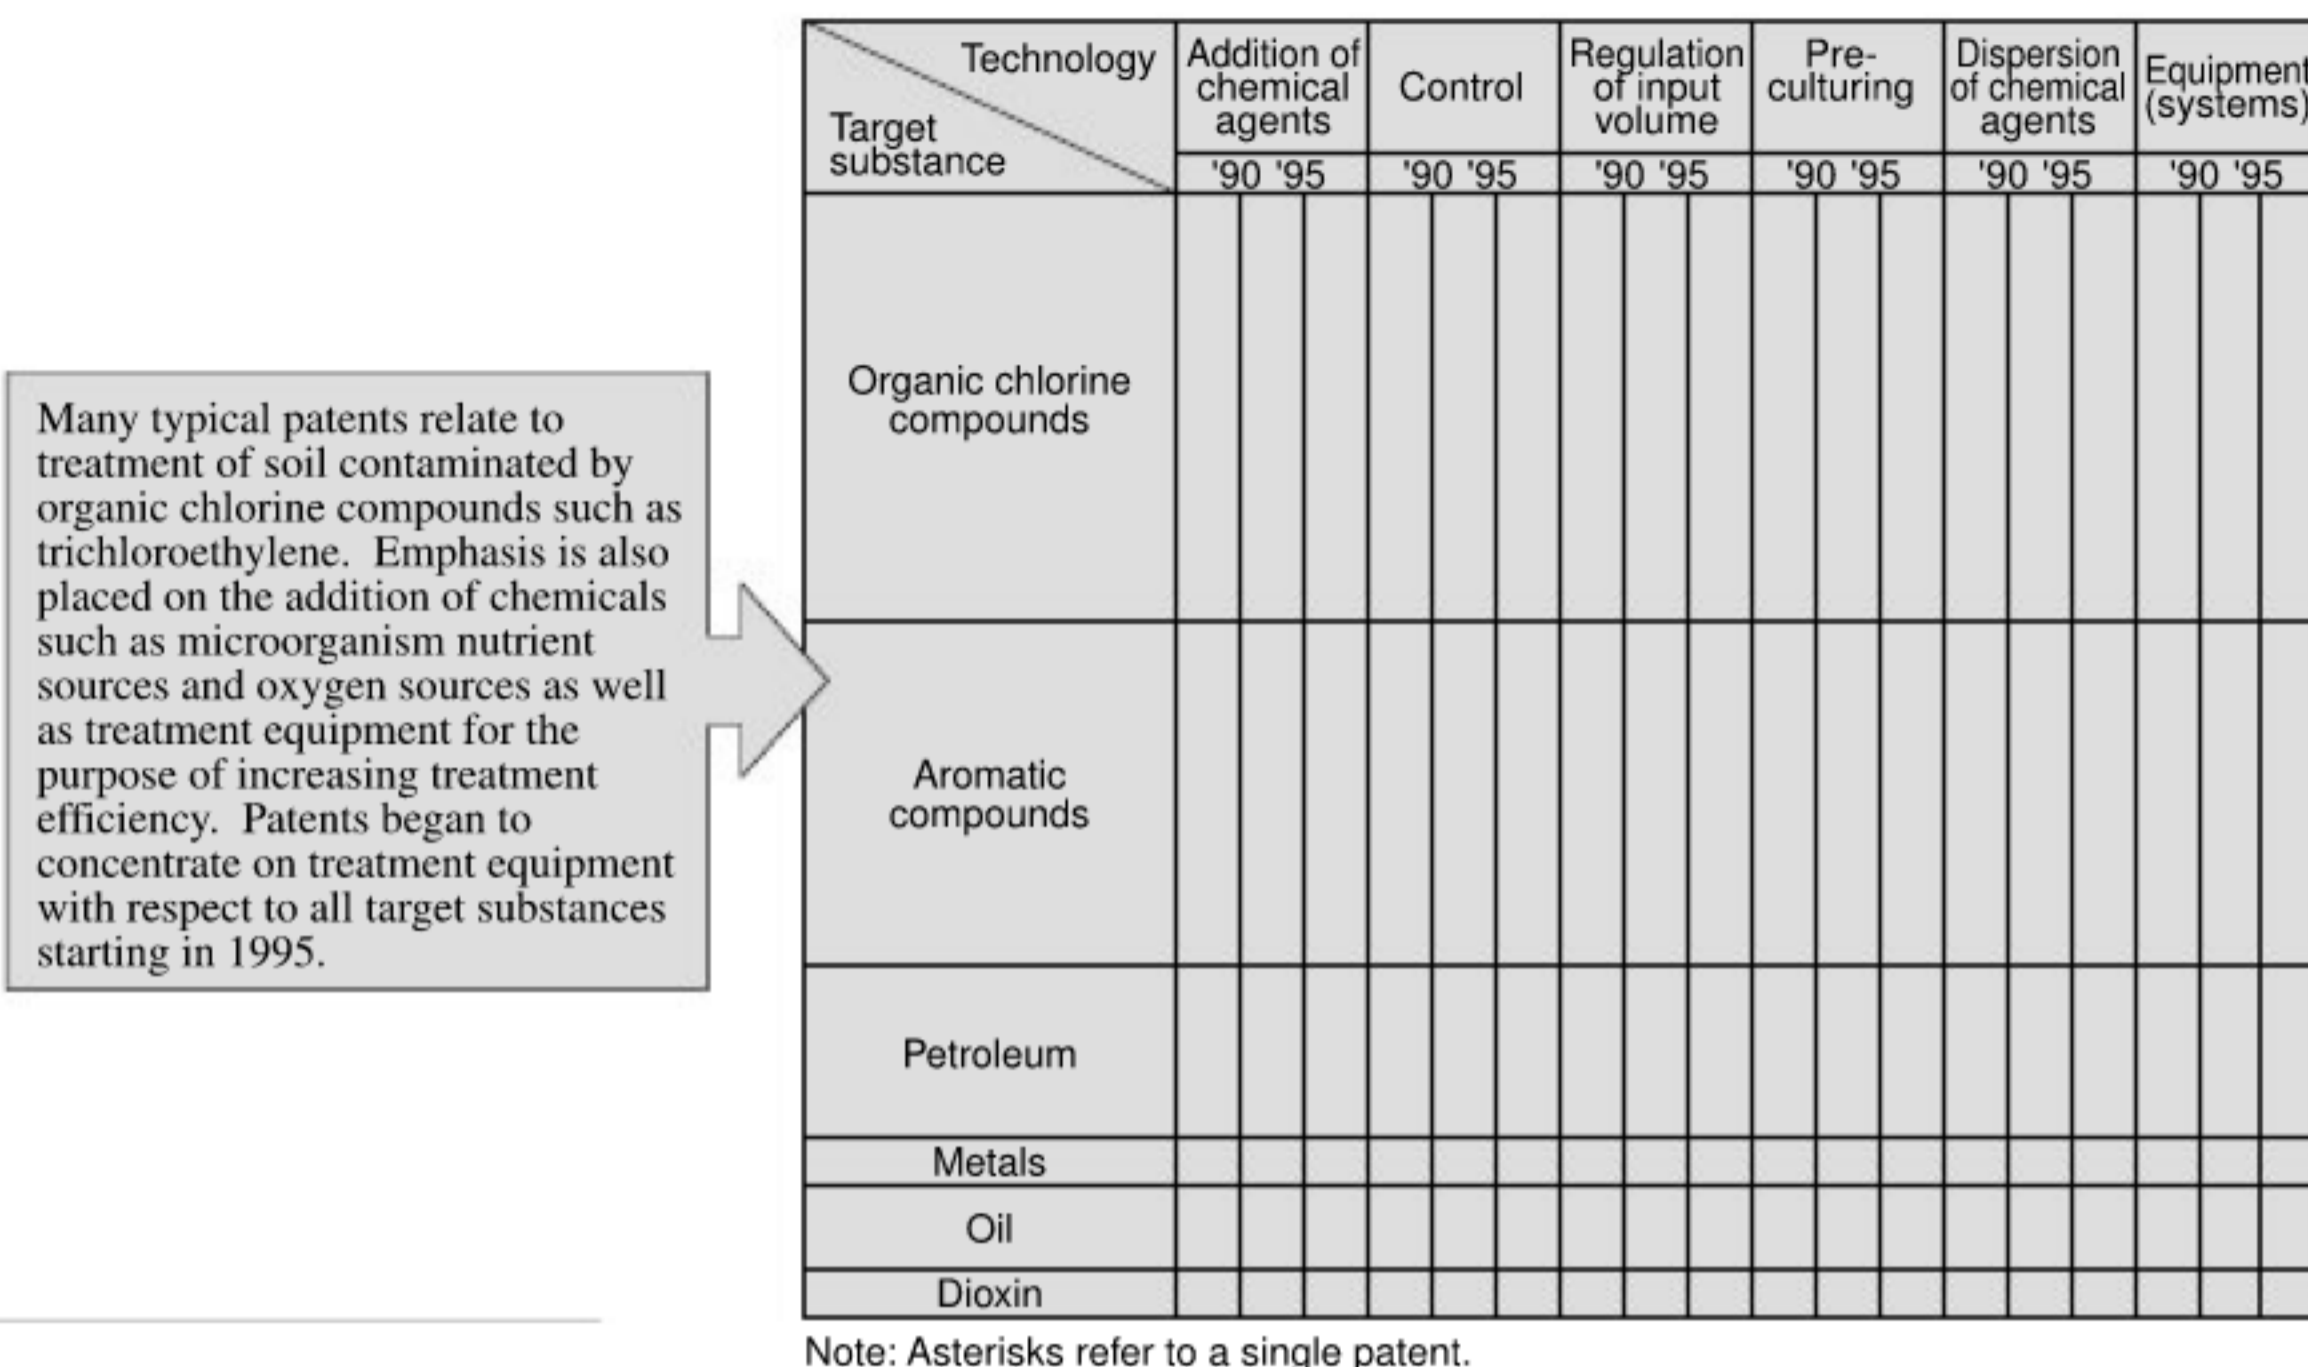 Technology
Target
substance
Addition of
chemical
agents
Control
Regulation
of input
volume
Pre-
culturing
Dispersion
of chemical
agents
Equipment
(systems)
'90 '95
'90 '95
'90 '95
'90 '95
'90 '95
'90 '95
Organic chlorine
compounds
Aromatic
compounds
Petroleum
Metals
Oil
Dioxin
Many typical patents relate to
treatment of soil contaminated by
organic chlorine compounds such as
trichloroethylene.  Emphasis is also
placed on the addition of chemicals
such as microorganism nutrient
sources and oxygen sources as well
as treatment equipment for the
purpose of increasing treatment
efficiency.  Patents began to
concentrate on treatment equipment
with respect to all target substances
starting in 1995.
Note: Asterisks refer to a single patent.